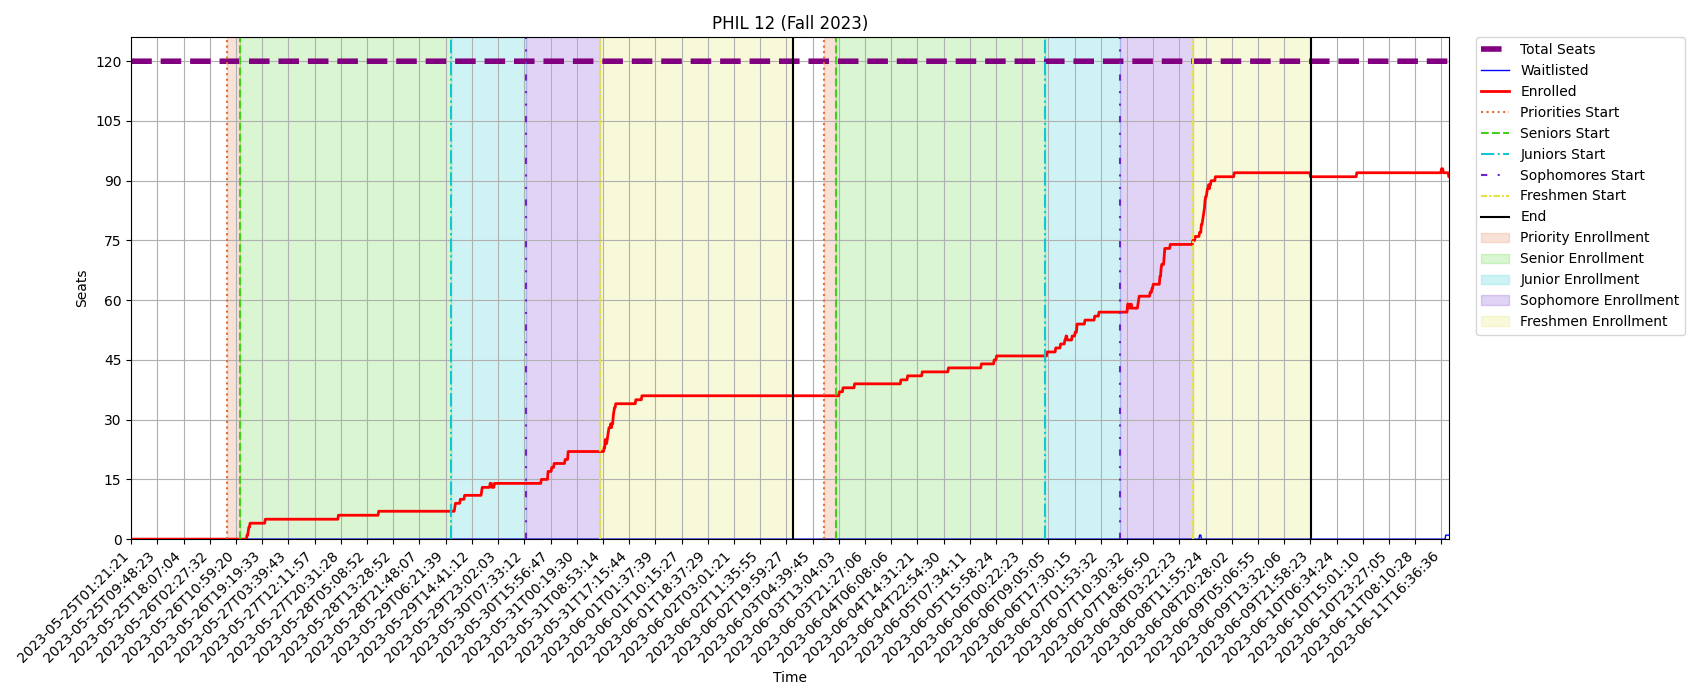 PHIL 12 (Fall 2023)
Total Seats
Waitlisted
Enrolled
Priorities Start
Seniors Start
Juniors Start
Sophomores Start
Freshmen Start
End
Priority Enrollment
Senior Enrollment
Junior Enrollment
Sophomore Enrollment
Freshmen Enrollment
Seats
120
105
90
75
60
45
30
15
0
2023-05-25T01:21:21
2023-05-25T09:48:23
2023-05-25T18:07:04
2023-05-26T02:27:32
2023-05-26T10:59:20
2023-05-26T19:19:33
2023-05-27T03:39:43
2023-05-27T12:11:57
2023-05-27T20:31:28
2023-05-28T05:08:52
2023-05-28T13:28:52
2023-05-28T21:48:07
2023-05-29T06:21:39
2023-05-29T14:41:12
2023-05-29T23:02:03
2023-05-30T07:33:12
2023-05-30T15:56:47
2023-05-31T00:19:30
2023-05-31T08:53:14
2023-05-31T17:15:44
2023-06-01T01:37:39
2023-06-01T10:15:27
2023-06-01T18:37:29
2023-06-02T03:01:21
2023-06-02T11:35:55
2023-06-02T19:59:27
2023-06-03T04:39:45
2023-06-03T13:04:03
2023-06-03T21:27:06
2023-06-04T06:08:06
2023-06-04T14:31:21
2023-06-04T22:54:30
2023-06-05T07:34:11
2023-06-05T15:58:24
2023-06-06T00:22:23
2023-06-06T09:05:05
2023-06-06T17:30:15
2023-06-07T01:53:32
2023-06-07T10:30:32
2023-06-07T18:56:50
2023-06-08T03:22:23
2023-06-08T11:55:24
2023-06-08T20:28:02
2023-06-09T05:06:55
2023-06-09T13:32:06
2023-06-09T21:58:23
2023-06-10T06:34:24
2023-06-10T15:01:10
2023-06-10T23:27:05
2023-06-11T08:10:28
2023-06-11T16:36:36
Time